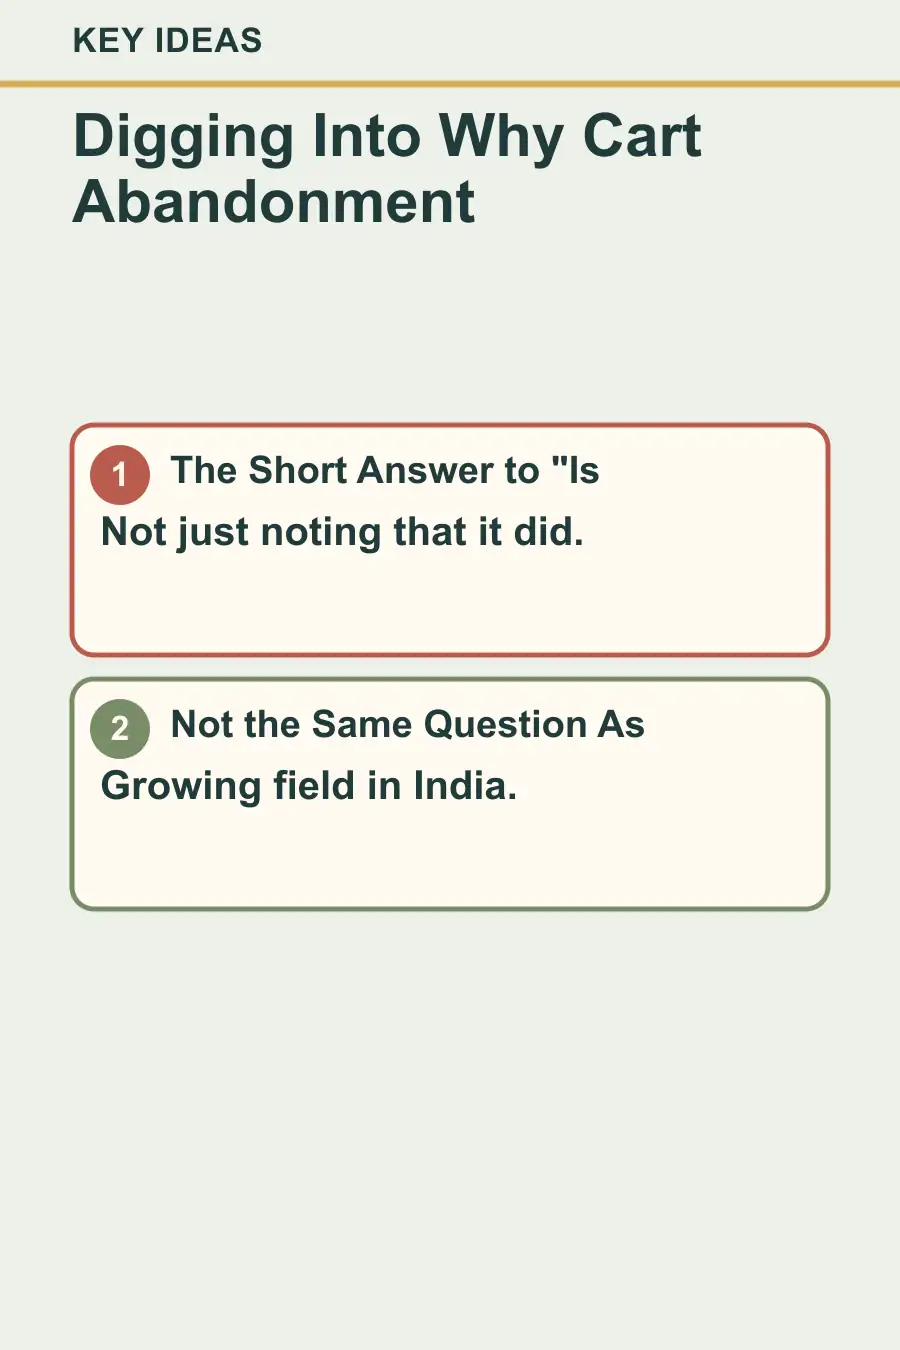 KEY IDEAS
Digging Into Why Cart
Abandonment
1 The Short Answer to "Is
Not just noting that it did.
2 Not the Same Question As
Growing field in India.